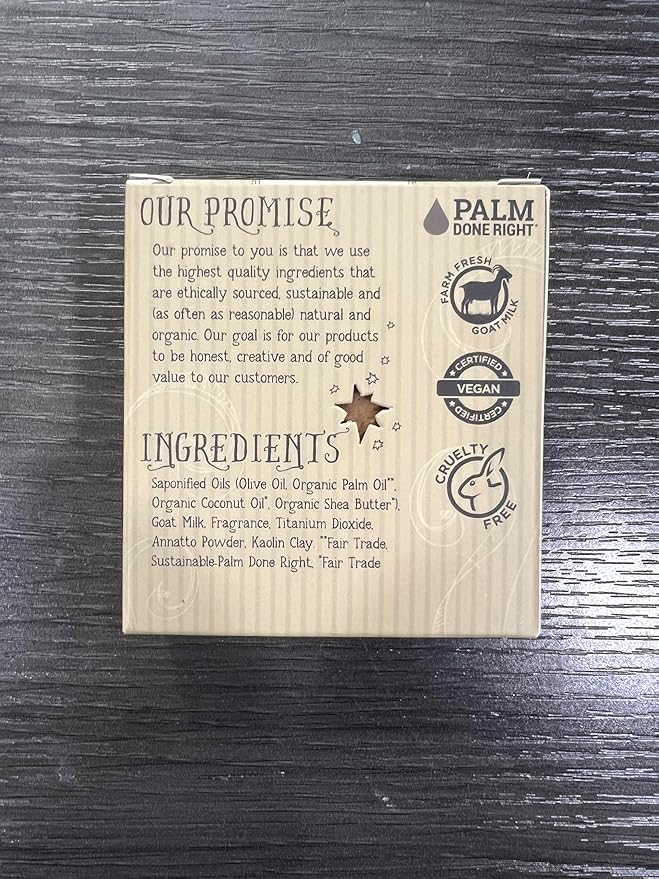 OUR PROMISE
Our promise to you is that we use
the highest quality ingredients that
are ethically sourced, sustainable and
(as often as reasonable) natural and
organic. Our goal is for our products
to be honest, creative and of good
value to our customers.
INGREDIENTS
Saponified Oils (Olive Oil, Organic Palm Oil**,
Organic Coconut Oil*, Organic Shea Butter*),
Goat Milk, Fragrance, Titanium Dioxide,
Annatto Powder, Kaolin Clay. **Fair Trade,
Sustainable-Palm Done Right, *Fair Trade
PALM
DONE RIGHT®
FARM FRESH
GOAT MILK
CERTIFIED
VEGAN
CERTIFIED
CRUELTY
FREE